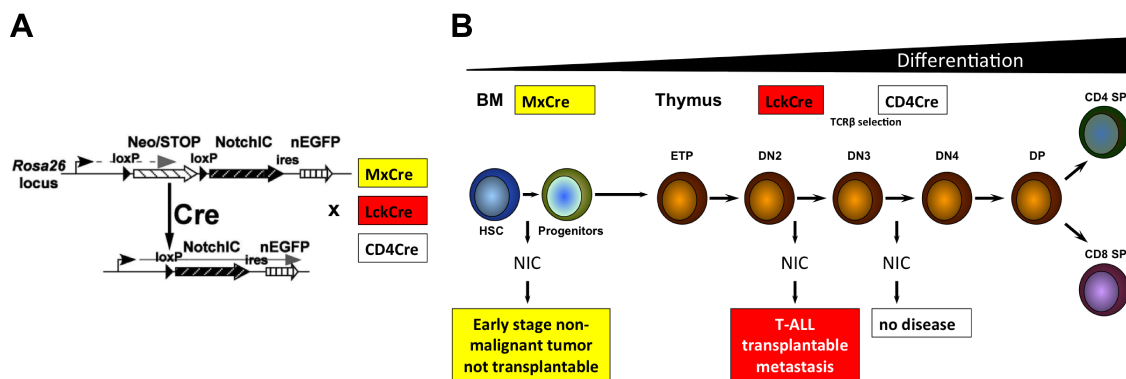 A
Neo/STOP NotchIC nEGFP
loxP loxP ires
Rosa26
locus
Cre
x
MxCre
LckCre
CD4Cre
NotchIC nEGFP
loxP ires
B
Differentiation
BM MxCre Thymus LckCre CD4Cre
TCRβ selection
CD4 SP
ETP DN2 DN3 DN4 DP
HSC Progenitors
CD8 SP
NIC NIC NIC
Early stage non-
malignant tumor
not transplantable
T-ALL
transplantable
metastasis
no disease